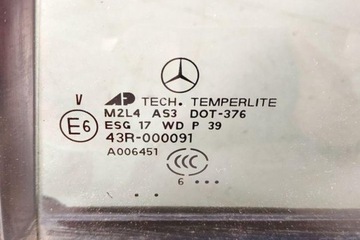 V
AP TECH. TEMPERLITE
M2L4 AS3 DOT-376
E6 ESG 17 WD P 39
43R-000091
A006451
CCC
6 ...